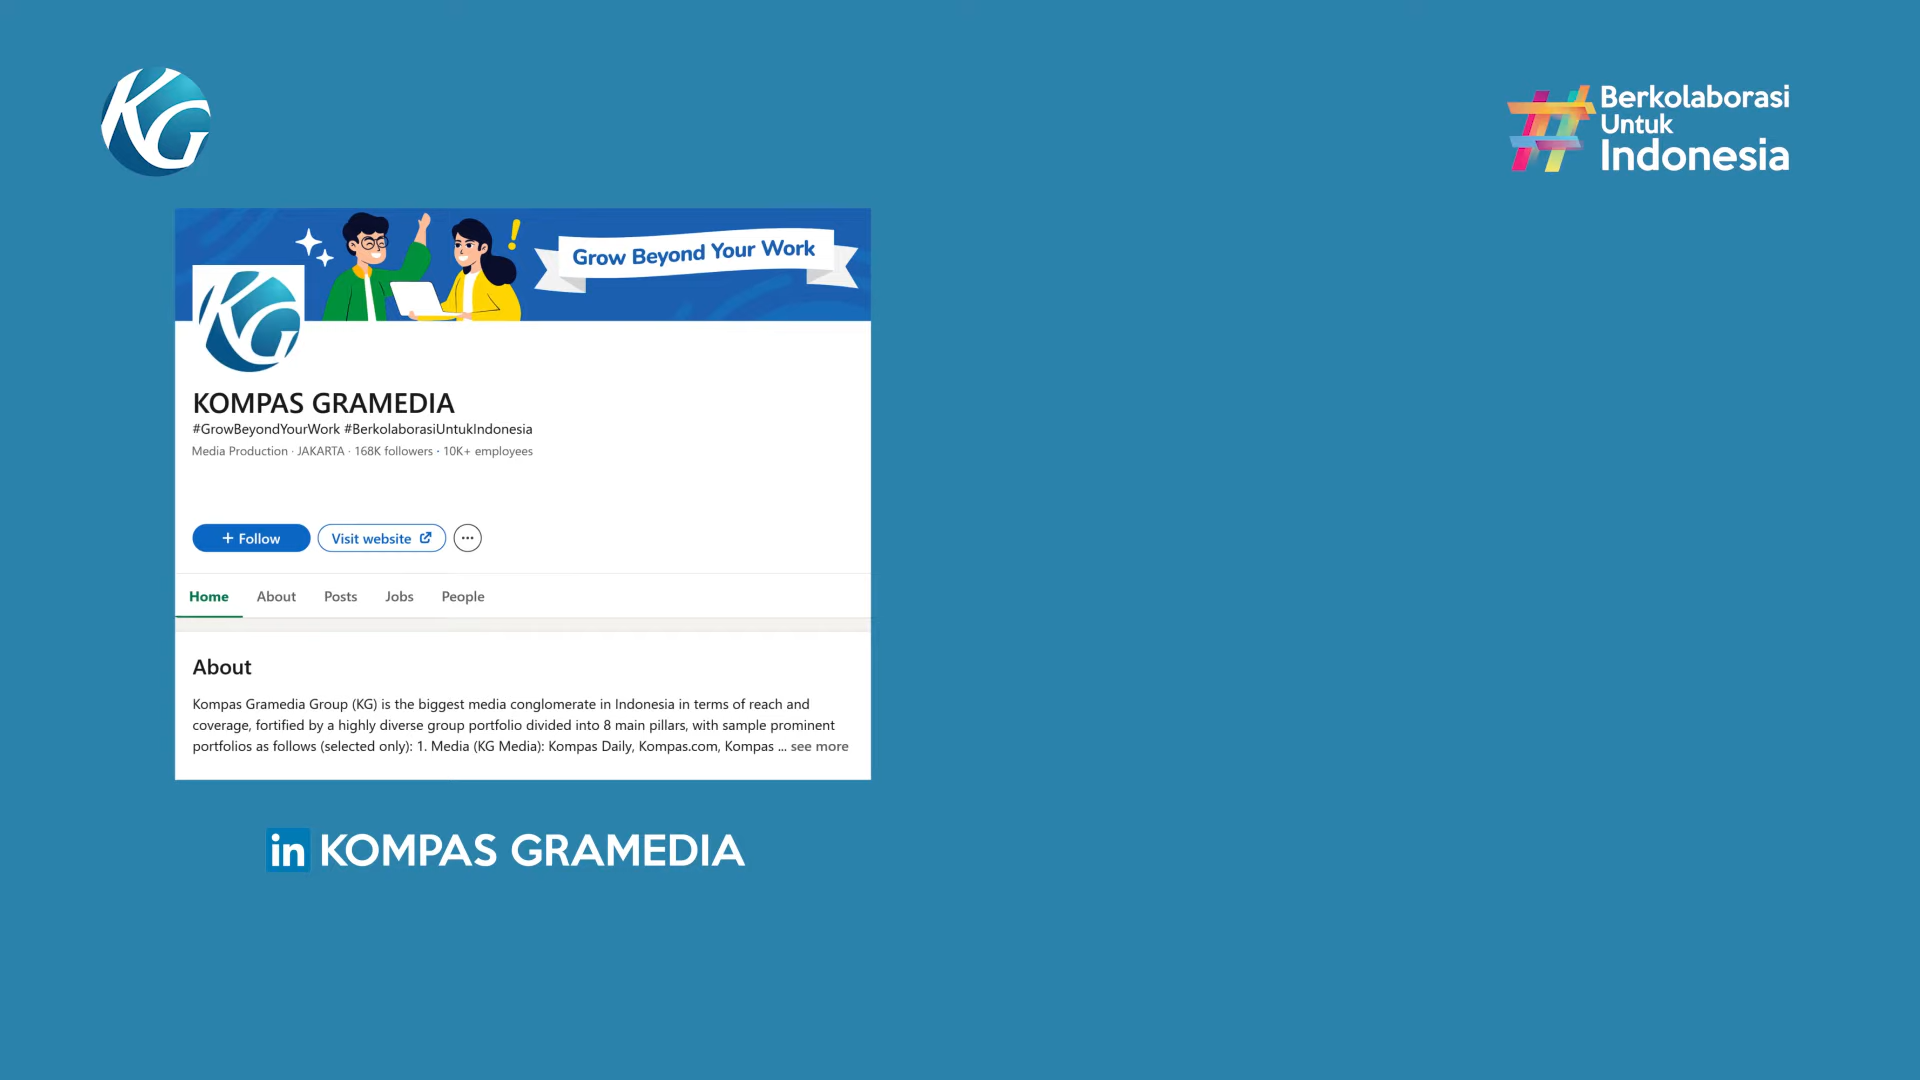 KG
Berkolaborasi
Untuk
Indonesia
Grow Beyond Your Work
KG
KOMPAS GRAMEDIA
#GrowBeyondYourWork #BerkolaborasiUntukIndonesia
Media Production · JAKARTA · 168K followers · 10K+ employees
+ Follow
Visit website
Home About Posts Jobs People
About
Kompas Gramedia Group (KG) is the biggest media conglomerate in Indonesia in terms of reach and
coverage, fortified by a highly diverse group portfolio divided into 8 main pillars, with sample prominent
portfolios as follows (selected only): 1. Media (KG Media): Kompas Daily, Kompas.com, Kompas ... see more
in KOMPAS GRAMEDIA